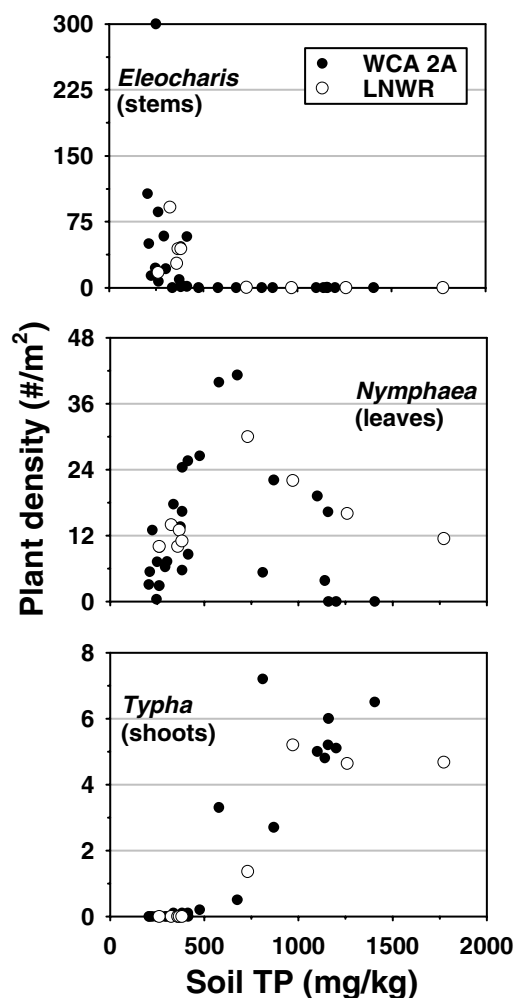 300
225
150
75
0
Eleocharis
(stems)
WCA 2A
LNWR
48
36
24
12
0
Nymphaea
(leaves)
Plant density (#/m²)
8
6
4
2
0
Typha
(shoots)
0 500 1000 1500 2000
Soil TP (mg/kg)